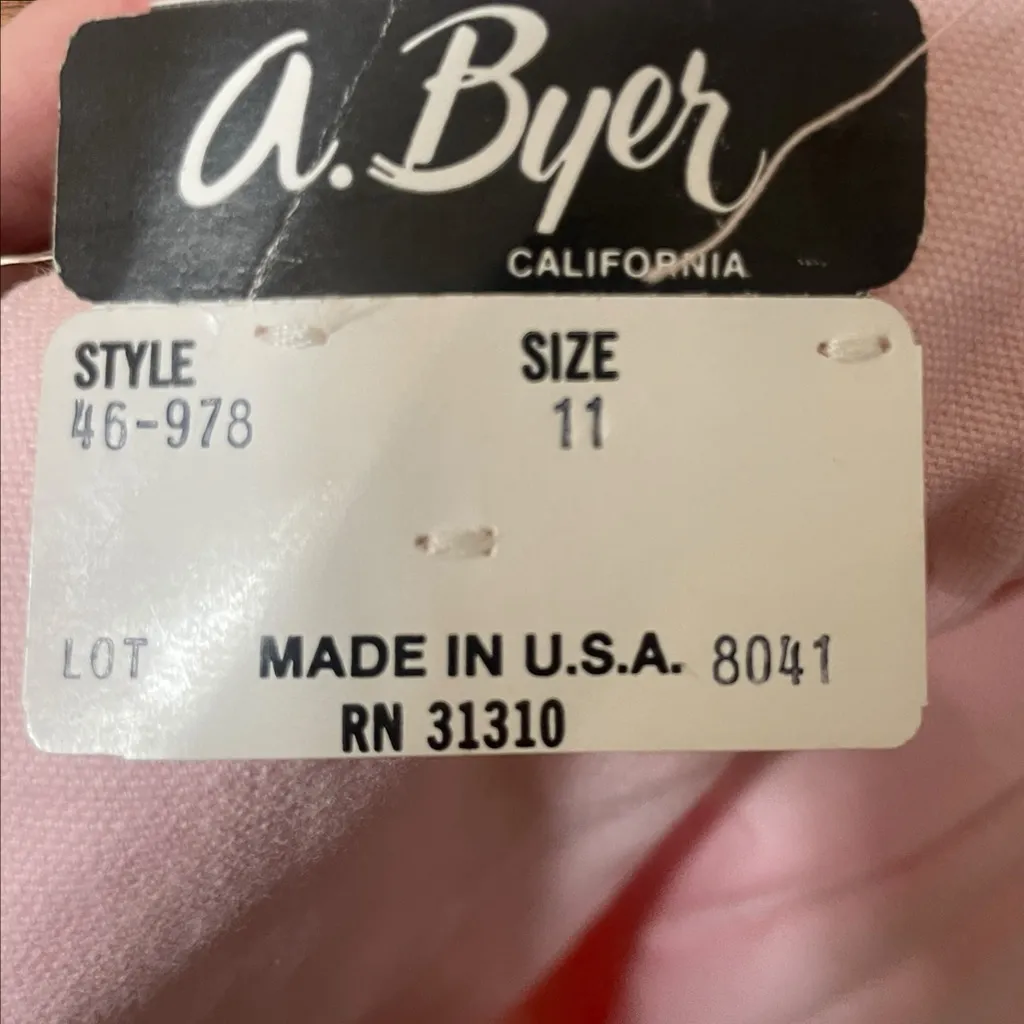 a. Byer
CALIFORNIA
STYLE SIZE
46-978 11
LOT MADE IN U.S.A. 8041
RN 31310